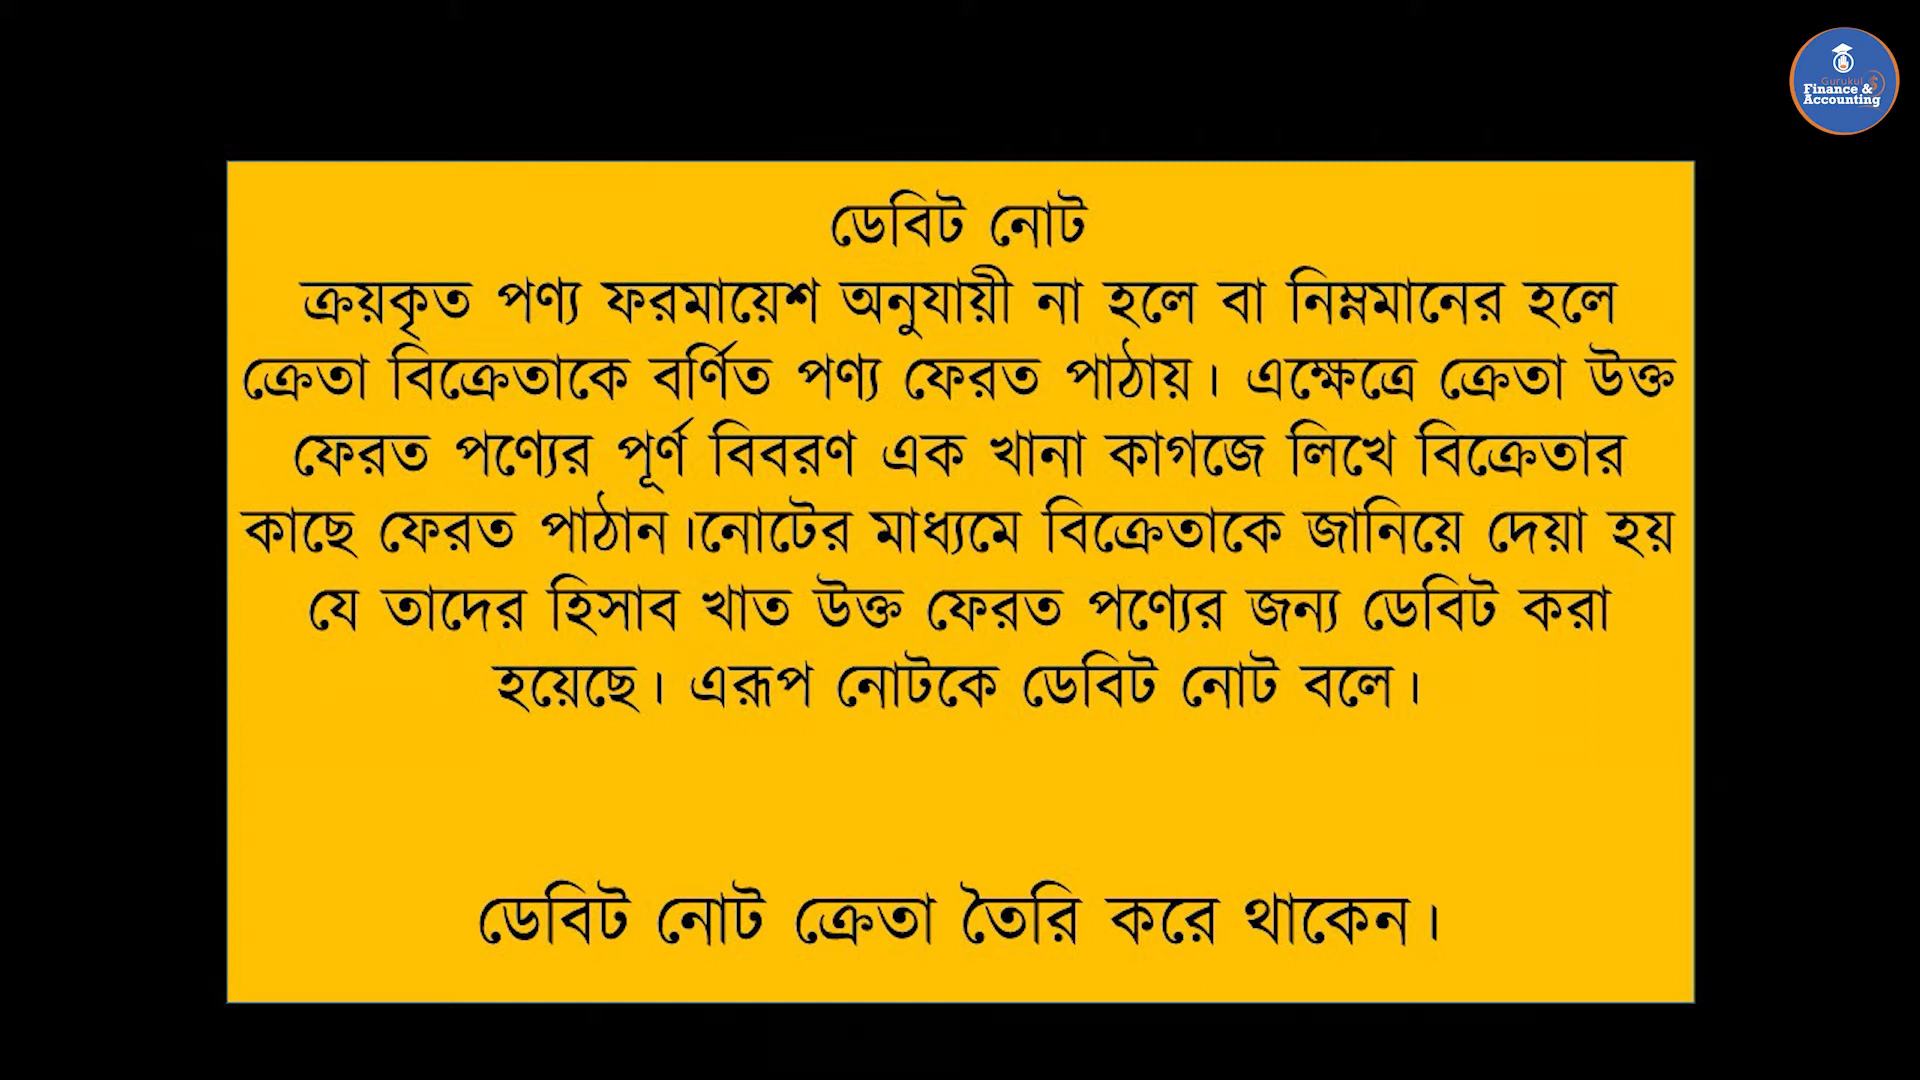 Gurukul
Finance &
Accounting
ডেবিট নোট
ক্রয়কৃত পণ্য ফরমায়েশ অনুযায়ী না হলে বা নিম্নমানের হলে
ক্রেতা বিক্রেতাকে বর্ণিত পণ্য ফেরত পাঠায়। এক্ষেত্রে ক্রেতা উক্ত
ফেরত পণ্যের পূর্ণ বিবরণ এক খানা কাগজে লিখে বিক্রেতার
কাছে ফেরত পাঠান।নোটের মাধ্যমে বিক্রেতাকে জানিয়ে দেয়া হয়
যে তাদের হিসাব খাত উক্ত ফেরত পণ্যের জন্য ডেবিট করা
হয়েছে। এরূপ নোটকে ডেবিট নোট বলে।
ডেবিট নোট ক্রেতা তৈরি করে থাকেন।